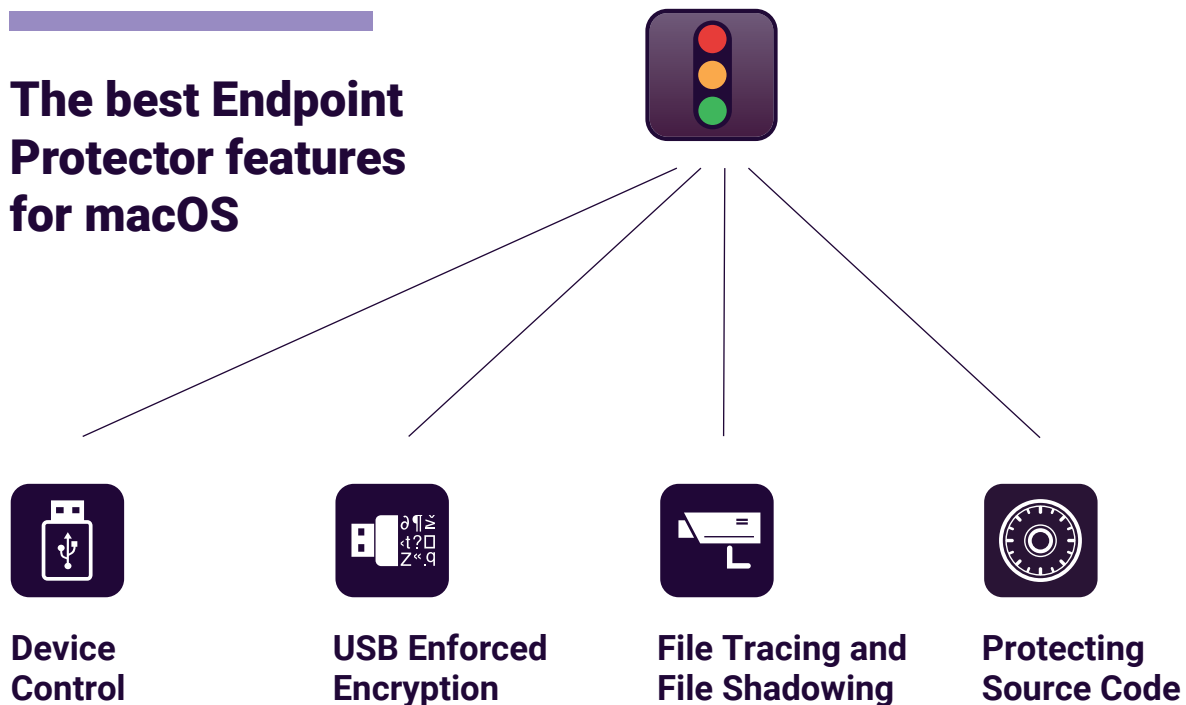 The best Endpoint
Protector features
for macOS
Device
Control
USB Enforced
Encryption
File Tracing and
File Shadowing
Protecting
Source Code